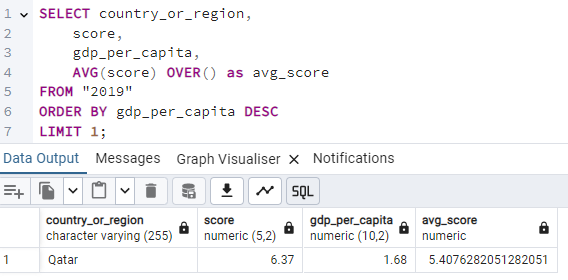 1 SELECT country_or_region,
2 score,
3 gdp_per_capita,
4 AVG(score) OVER() as avg_score
5 FROM "2019"
6 ORDER BY gdp_per_capita DESC
7 LIMIT 1;
Data Output Messages Graph Visualiser Notifications
SQL
country_or_region score gdp_per_capita avg_score
character varying (255) numeric (5,2) numeric (10,2) numeric
1 Qatar 6.37 1.68 5.4076282051282051